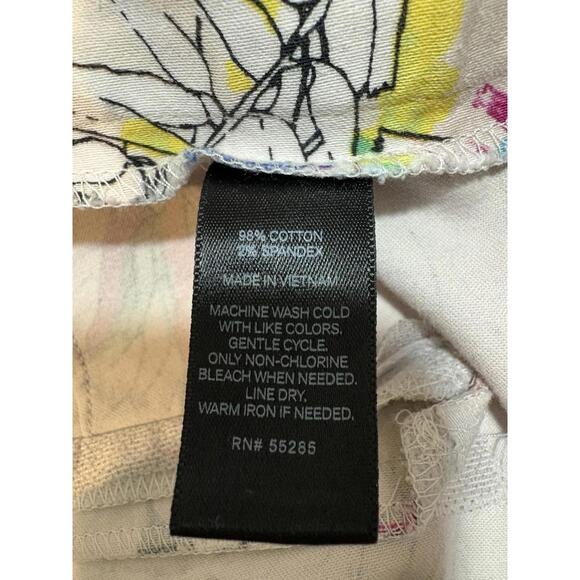 98% COTTON
2% SPANDEX
MADE IN VIETNAM
MACHINE WASH COLD
WITH LIKE COLORS.
GENTLE CYCLE.
ONLY NON-CHLORINE
BLEACH WHEN NEEDED.
LINE DRY.
WARM IRON IF NEEDED.
RN# 55285